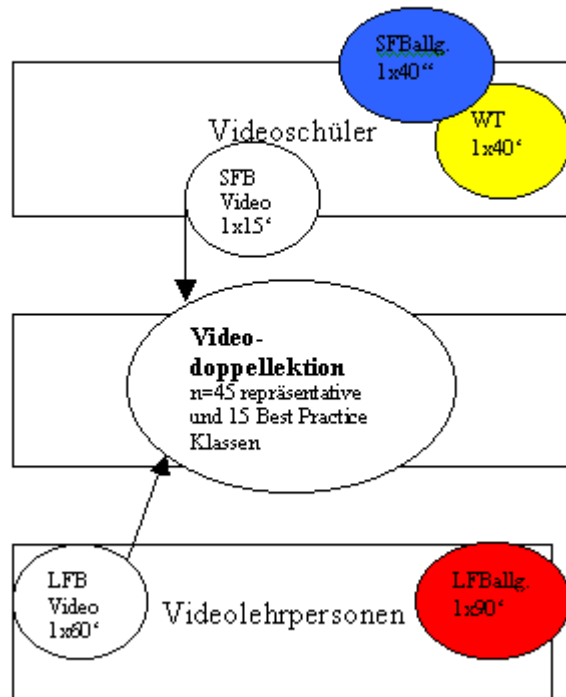 SFBallg.
1x40“
WT
1x40‘
Videoschüler
SFB
Video
1x15‘
Video-
doppellektion
n=45 repräsentative
und 15 Best Practice
Klassen
LFB
Video
1x60‘
Videolehrpersonen
LFBallg.
1x90‘